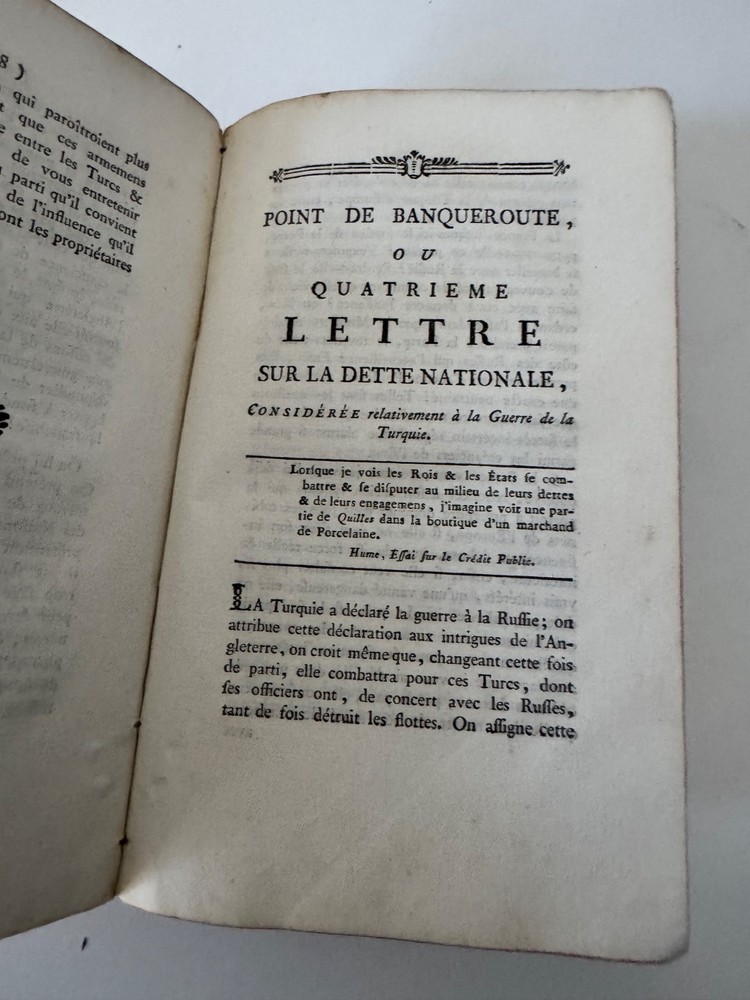 8 )
qui paroîtroient plus
que ces armemens
entre les Turcs &
de vous entretenir
parti qu'il convient
de l'influence qu'il
ont les propriétaires
POINT DE BANQUEROUTE,
OU
QUATRIEME
LETTRE
SUR LA DETTE NATIONALE,
CONSIDÉRÉE relativement à la Guerre de la
Turquie.
Lorſque je vois les Rois & les États ſe com-
battre & ſe diſputer au milieu de leurs dettes
& de leurs engagemens, j'imagine voir une par-
tie de Quilles dans la boutique d'un marchand
de Porcelaine.
Hume, Eſſai ſur le Crédit Public.
LA Turquie a déclaré la guerre à la Ruſſie; on
attribue cette déclaration aux intrigues de l'An-
gleterre, on croit même que, changeant cette fois
de parti, elle combattra pour ces Turcs, dont
ſes officiers ont, de concert avec les Ruſſes,
tant de fois détruit les flottes. On aſſigne cette